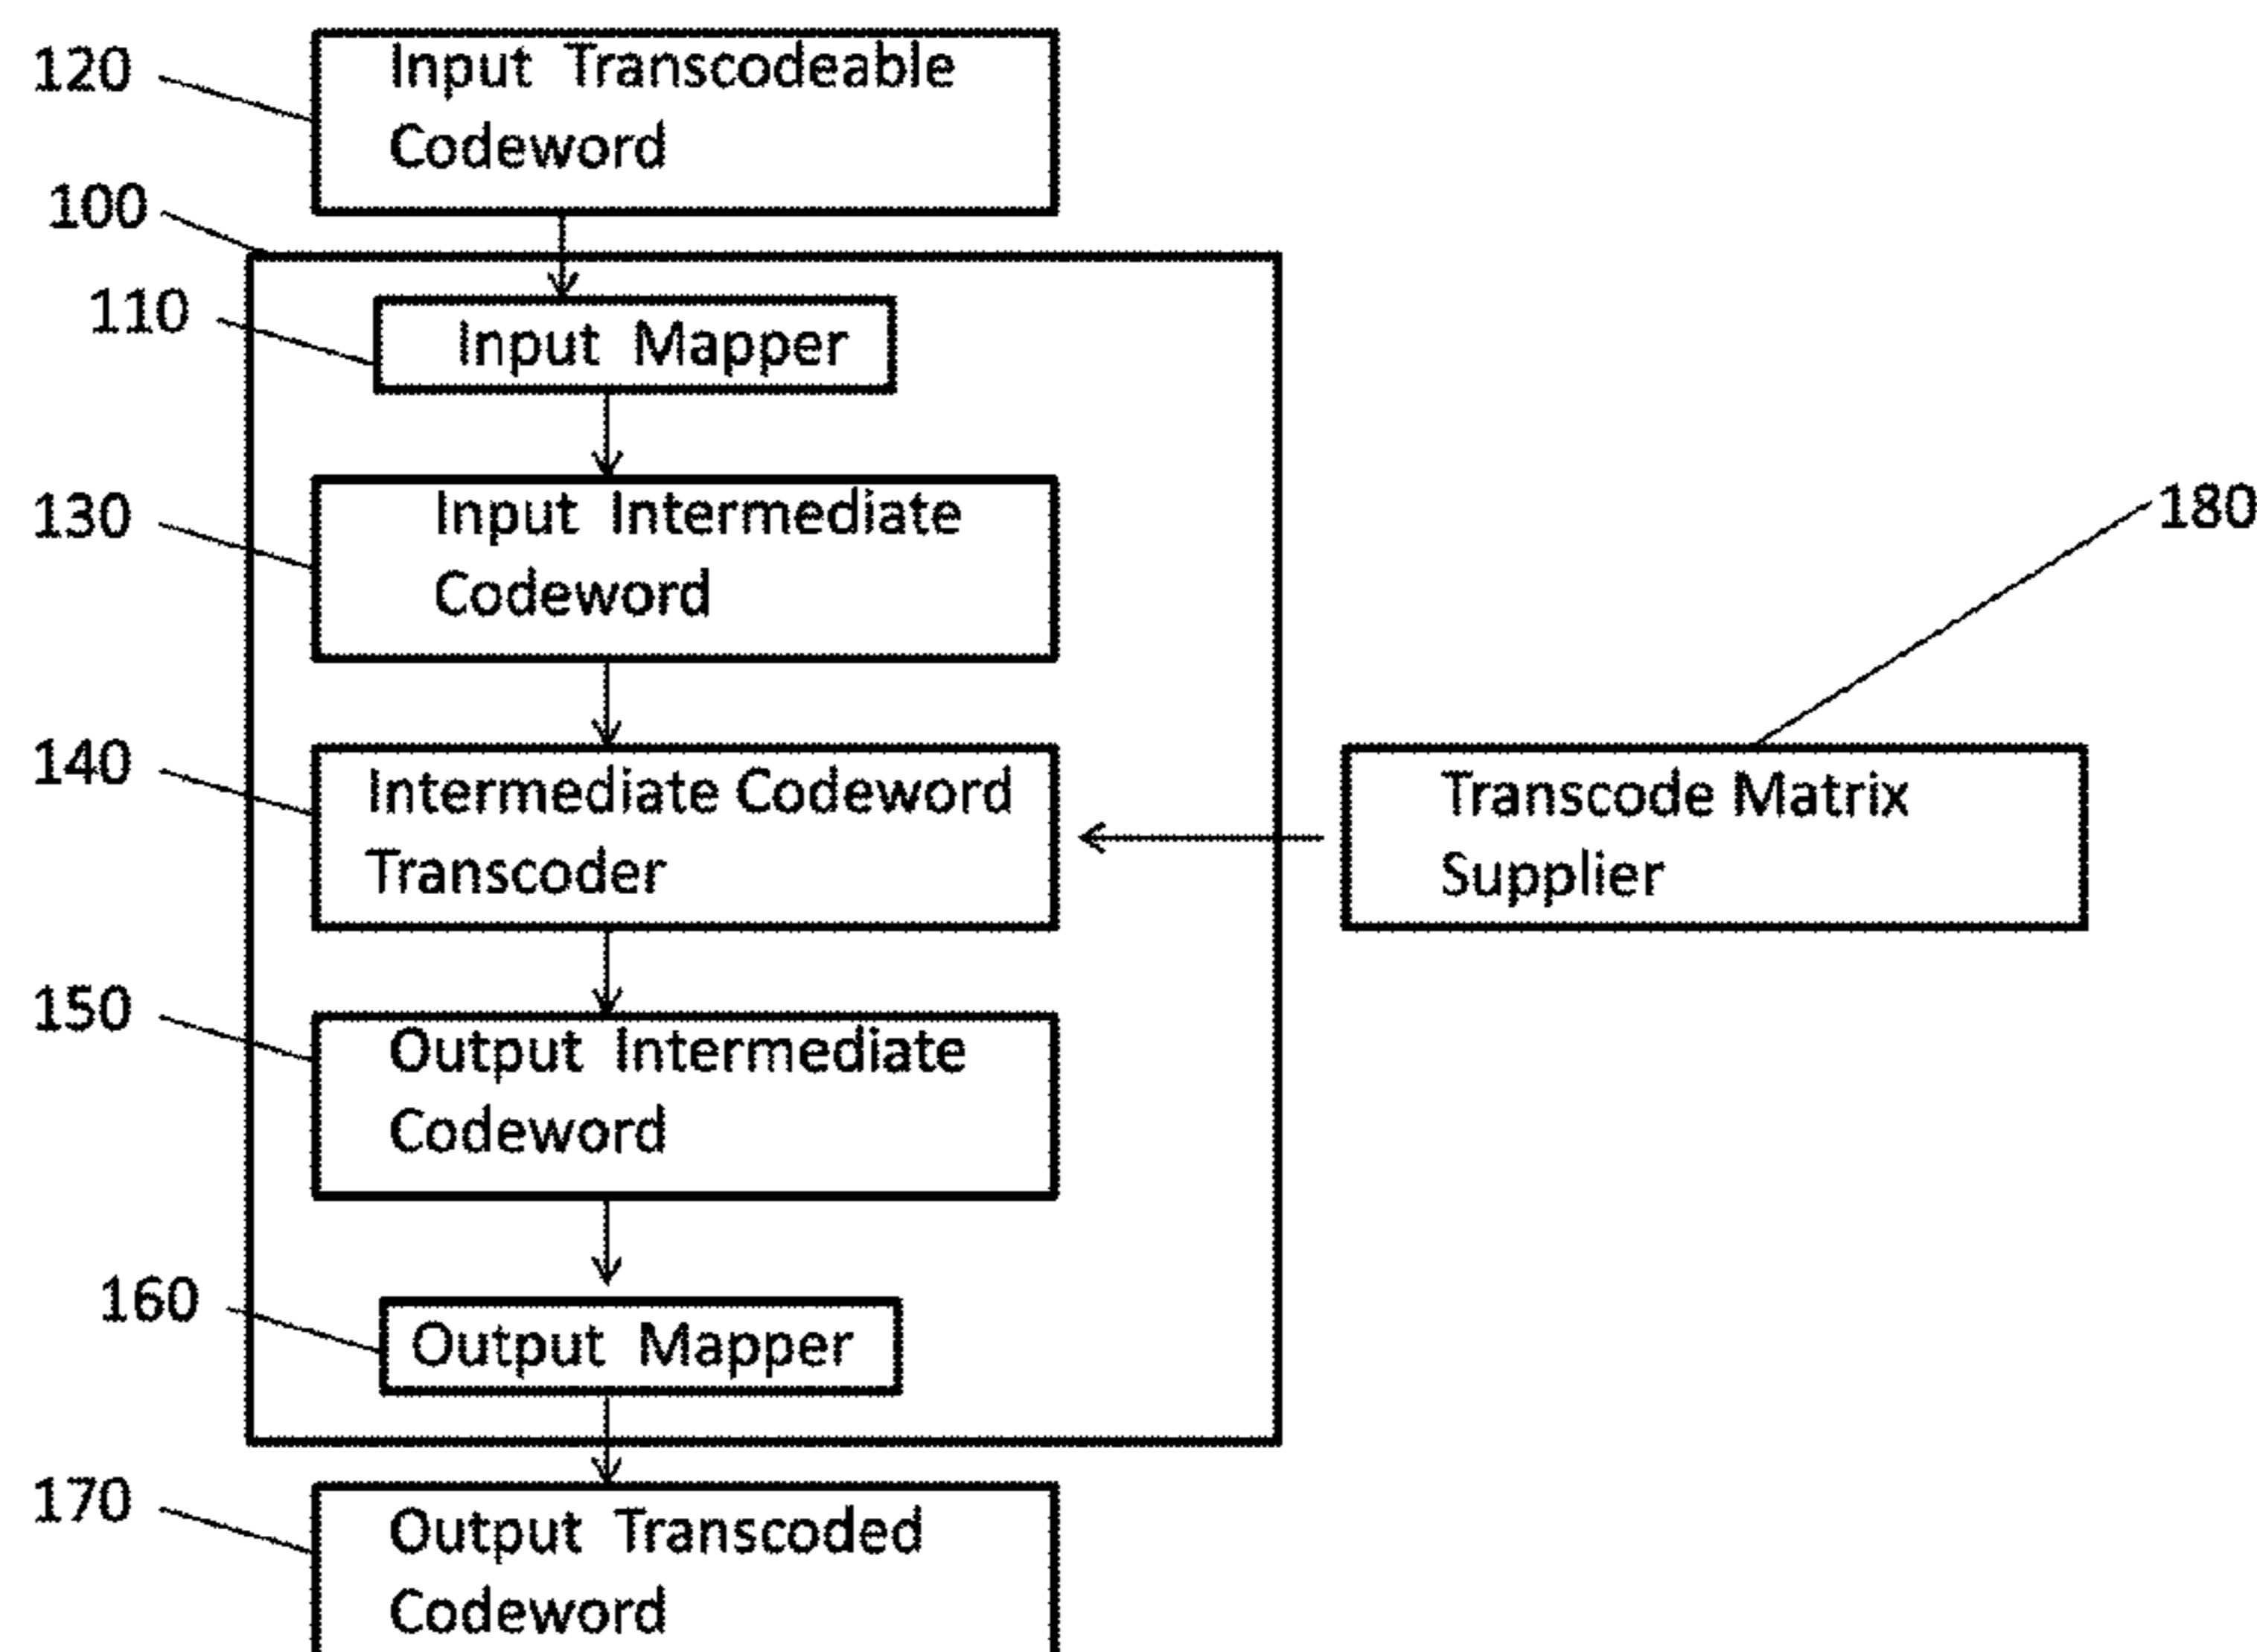 120
Input Transcodeable
Codeword
100
110
Input Mapper
130
Input Intermediate
Codeword
180
140
Intermediate Codeword
Transcoder
Transcode Matrix
Supplier
150
Output Intermediate
Codeword
160
Output Mapper
170
Output Transcoded
Codeword